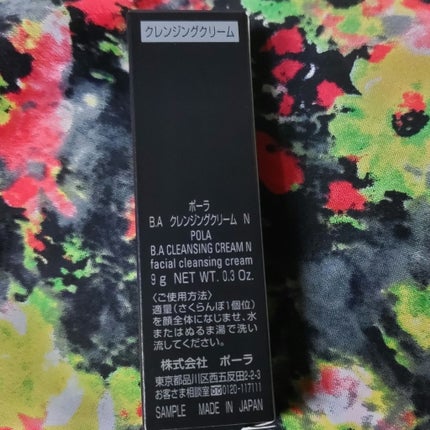 クレンジングクリーム
ポーラ
B.A クレンジングクリーム N
POLA
B.A CLEANSING CREAM N
facial cleansing cream
9g NET WT. 0.3 Oz.
〈ご使用方法〉
適量(さくらんぼ1個位)
を顔全体になじませ、水
またはぬるま湯で洗い
流してください。
株式会社 ポーラ
東京都品川区西五反田2-2-3
お客さま相談室 0120-117111
SAMPLE MADE IN JAPAN